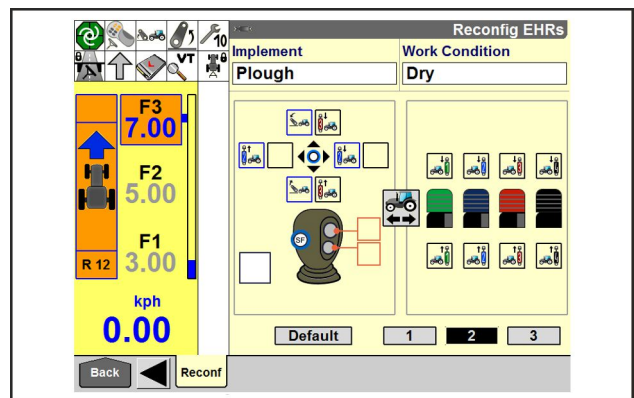 10
VT
Reconfig EHRs
Implement
Work Condition
Plough
Dry
F3
7.00
F2
5.00
F1
3.00
R 12
kph
0.00
SF
Default
1
2
3
Back
Reconf